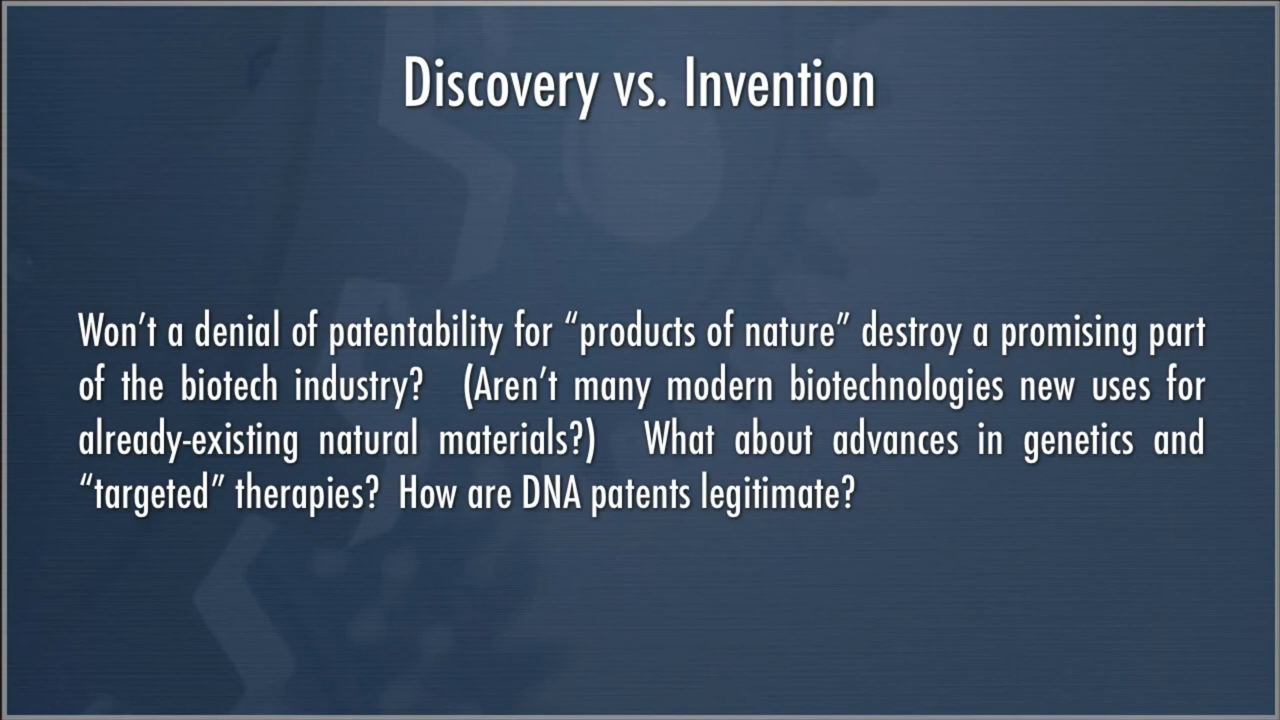 Discovery vs. Invention
Won’t a denial of patentability for “products of nature” destroy a promising part
of the biotech industry? (Aren’t many modern biotechnologies new uses for
already-existing natural materials?) What about advances in genetics and
“targeted” therapies? How are DNA patents legitimate?